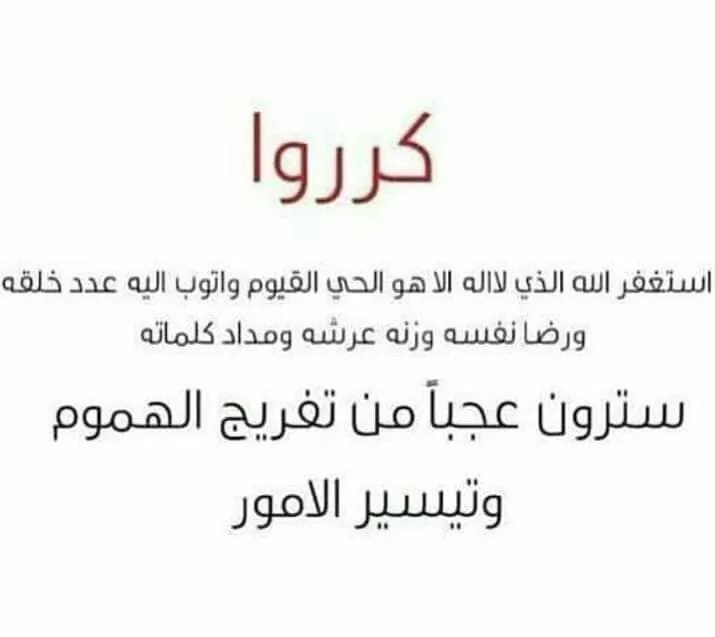 كرروا
استغفر الله الذي لااله الا هو الحي القيوم واتوب اليه عدد خلقه
ورضا نفسه وزنه عرشه ومداد كلماته
سترون عجباً من تفريج الهموم
وتيسير الامور